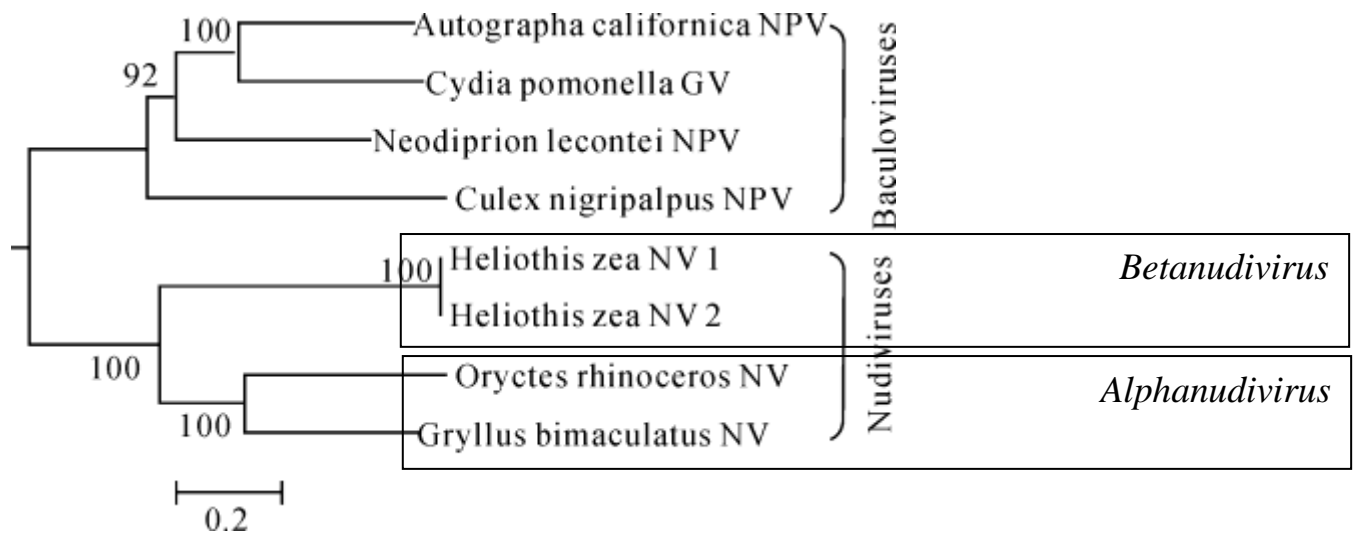 100
Autographa californica NPV
92
Cydia pomonella GV
Neodiprion lecontei NPV
Culex nigripalpus NPV
Baculoviruses
100
Heliothis zea NV 1
Betanudivirus
Heliothis zea NV 2
Nudiviruses
100
Oryctes rhinoceros NV
Alphanudivirus
100
Gryllus bimaculatus NV
0.2